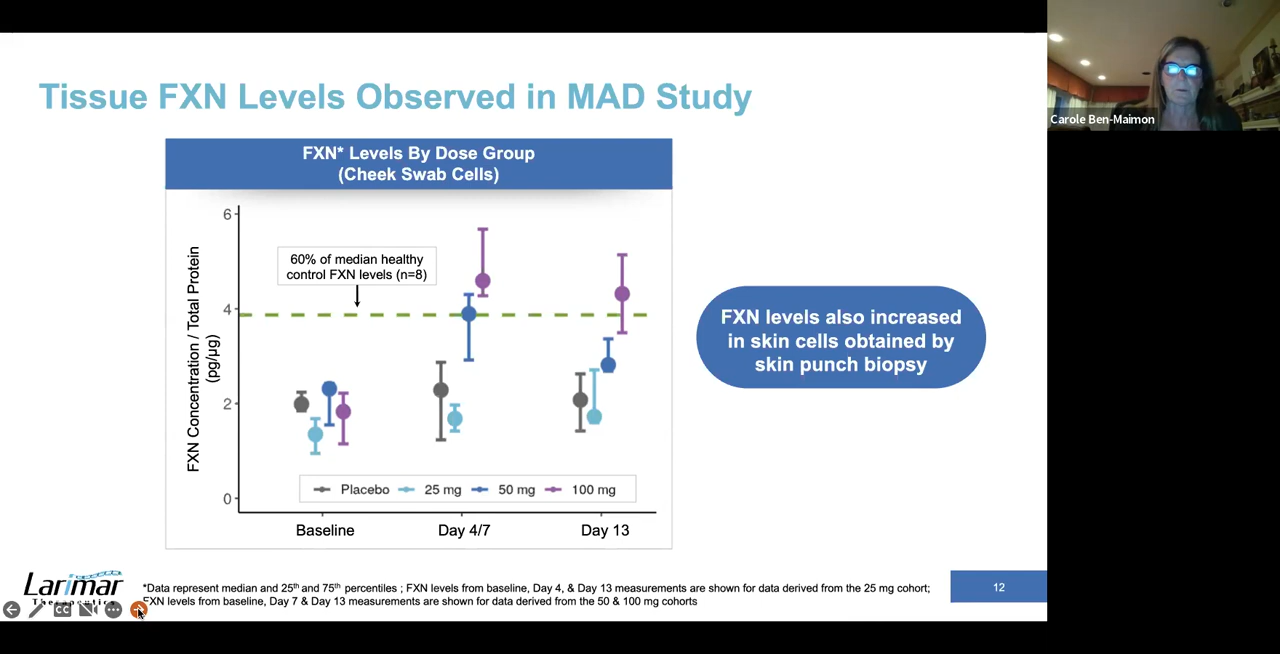 Tissue FXN Levels Observed in MAD Study
Carole Ben-Maimon
FXN* Levels By Dose Group
(Cheek Swab Cells)
FXN Concentration / Total Protein
(pg/µg)
6
4
2
0
60% of median healthy
control FXN levels (n=8)
Placebo 25 mg 50 mg 100 mg
Baseline Day 4/7 Day 13
FXN levels also increased
in skin cells obtained by
skin punch biopsy
Larimar
Therapeutics
*Data represent median and 25th and 75th percentiles ; FXN levels from baseline, Day 4, & Day 13 measurements are shown for data derived from the 25 mg cohort;
FXN levels from baseline, Day 7 & Day 13 measurements are shown for data derived from the 50 & 100 mg cohorts
12
CC